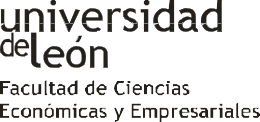 universidad
de león
Facultad de Ciencias
Económicas y Empresariales